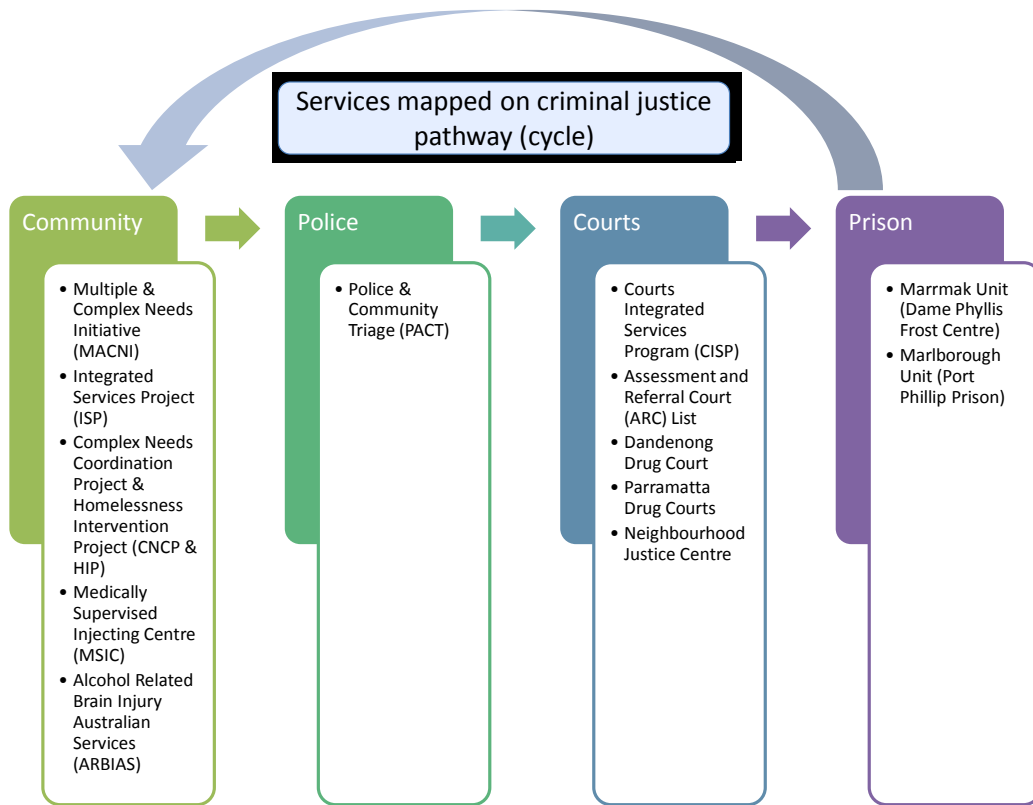 Services mapped on criminal justice
pathway (cycle)
Community
• Multiple &
Complex Needs
Initiative
(MACNI)
• Integrated
Services Project
(ISP)
• Complex Needs
Coordination
Project &
Homelessness
Intervention
Project (CNCP &
HIP)
• Medically
Supervised
Injecting Centre
(MSIC)
• Alcohol Related
Brain Injury
Australian
Services
(ARBIAS)
Police
• Police &
Community
Triage (PACT)
Courts
• Courts
Integrated
Services
Program (CISP)
• Assessment and
Referral Court
(ARC) List
• Dandenong
Drug Court
• Parramatta
Drug Courts
• Neighbourhood
Justice Centre
Prison
• Marrmak Unit
(Dame Phyllis
Frost Centre)
• Marlborough
Unit (Port
Phillip Prison)